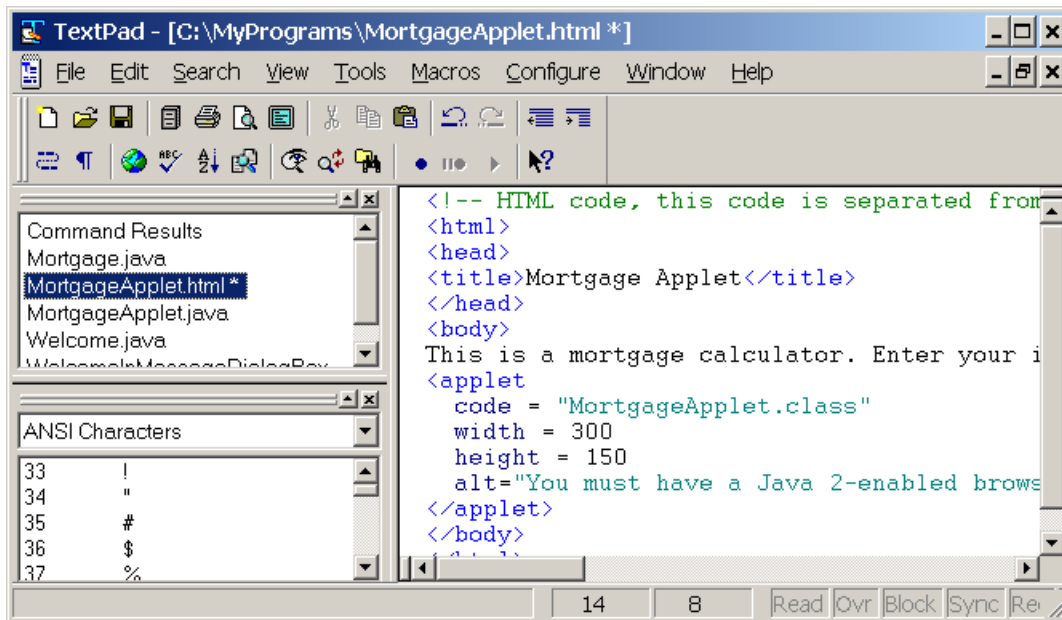 TextPad - [C:\MyPrograms\MortgageApplet.html *]
File Edit Search View Tools Macros Configure Window Help
Command Results
Mortgage.java
MortgageApplet.html *
MortgageApplet.java
Welcome.java
WelcomeInMessageDialogBox
ANSI Characters
33 !
34 "
35 #
36 $
37 %
<!-- HTML code, this code is separated from
<html>
<head>
<title>Mortgage Applet</title>
</head>
<body>
This is a mortgage calculator. Enter your i
<applet
code = "MortgageApplet.class"
width = 300
height = 150
alt="You must have a Java 2-enabled brows
</applet>
</body>
</html>
14 8 Read Ovr Block Sync Re